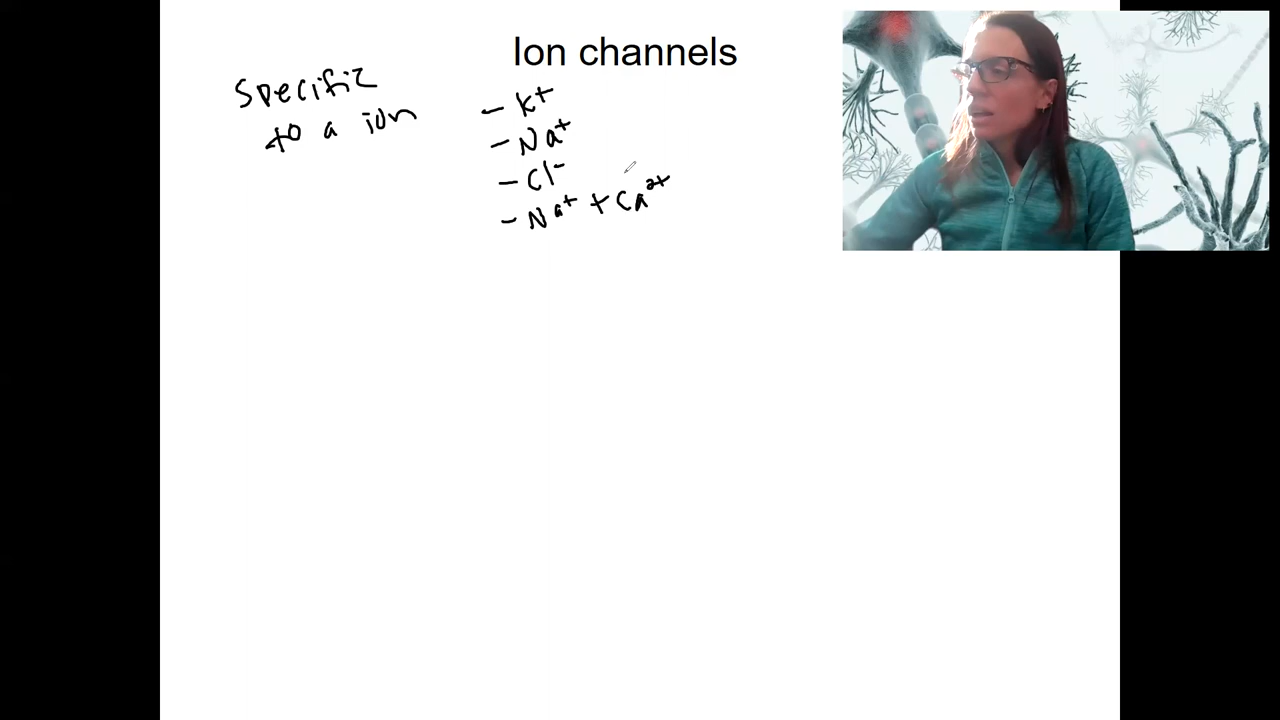 Ion channels
Specific
to a ion
- K+
- Na+
- Cl-
- Na+ + Ca2+